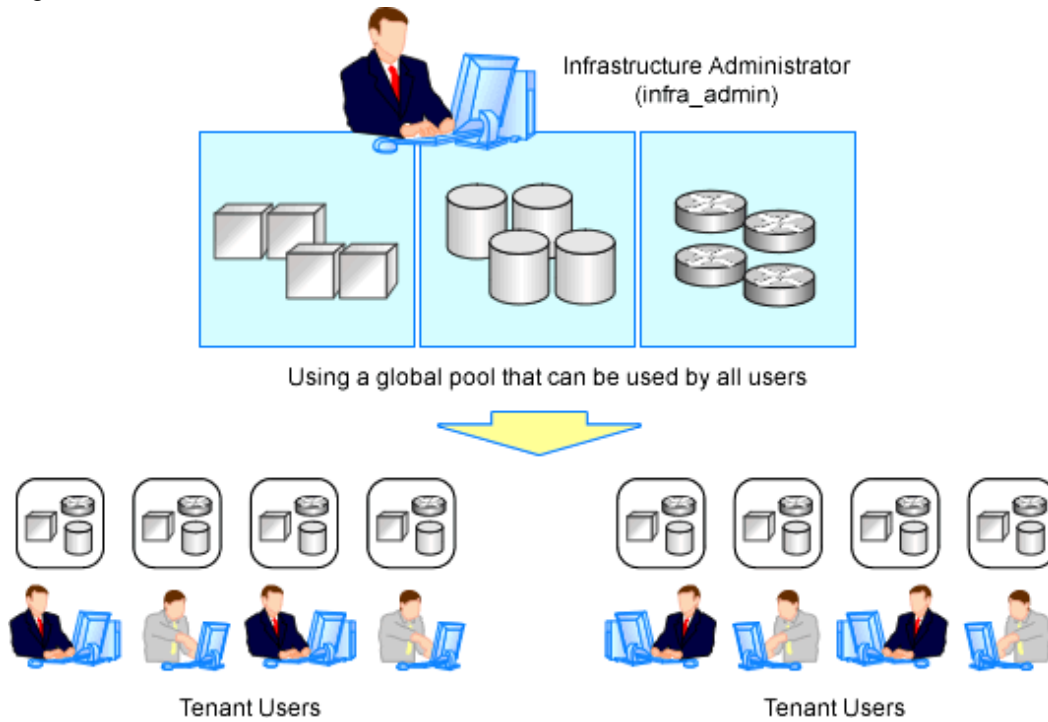 Infrastructure Administrator
(infra_admin)
Using a global pool that can be used by all users
Tenant Users
Tenant Users